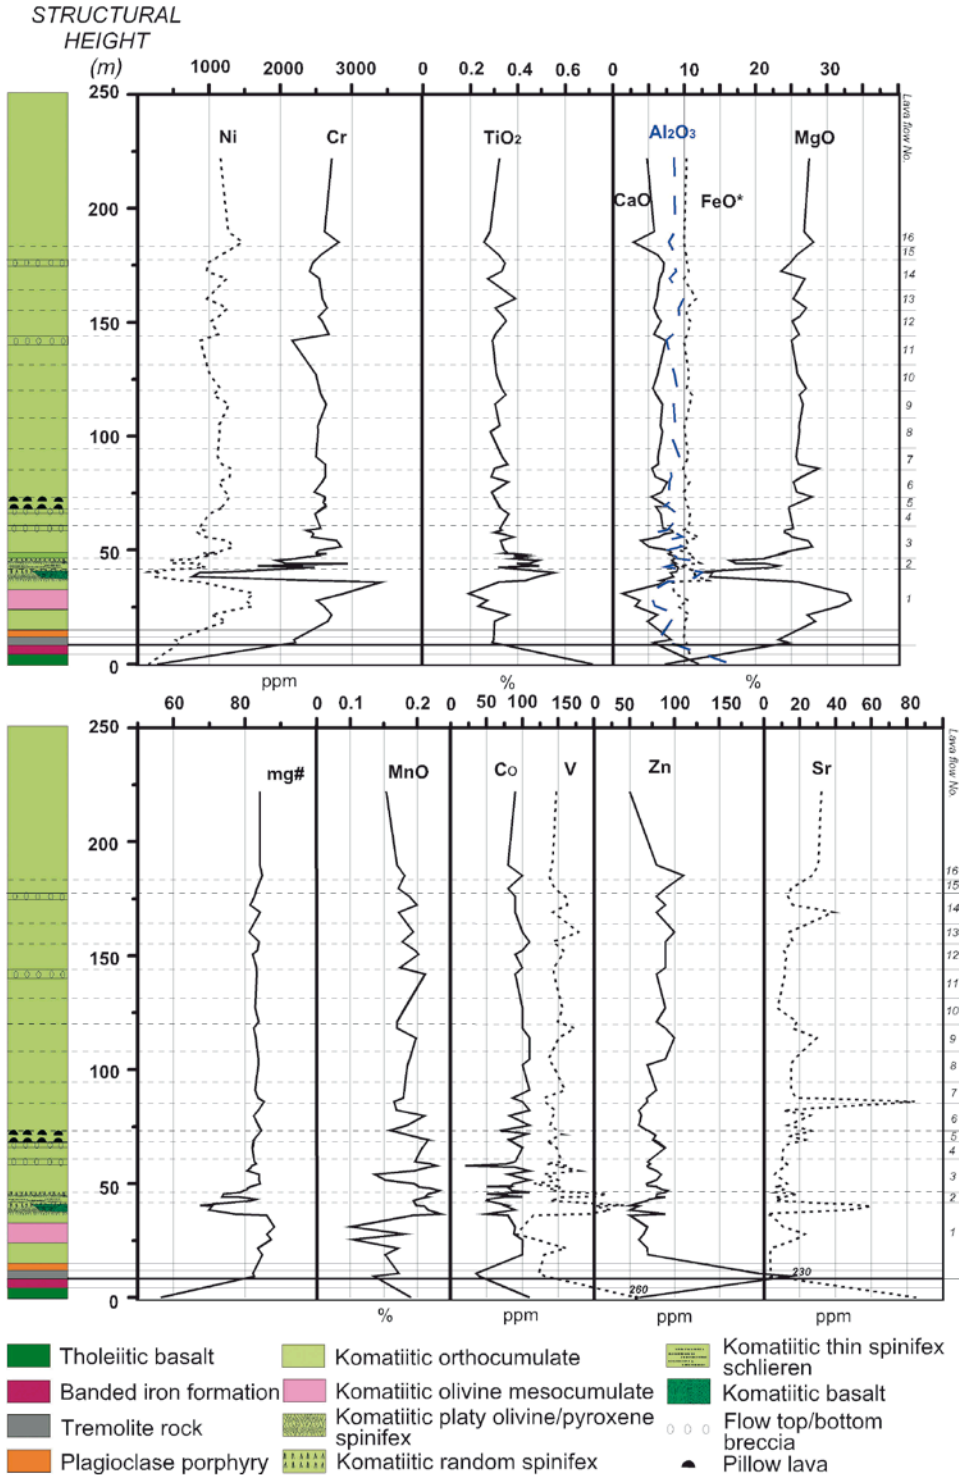 STRUCTURAL
HEIGHT
(m)
1000 2000 3000 0 0.2 0.4 0.6 0 10 20 30
250
Lava flow No.
Ni Cr TiO2 Al2O3 MgO
CaO FeO*
200
16
15
14
13
150
12
11
10
9
100
8
7
6
5
4
50
3
2
1
0
ppm % %
60 80 0 0.1 0.2 0 50 100 150 0 50 100 150 0 20 40 60 80
250
Lava flow No.
mg# MnO Co V Zn Sr
200
16
15
14
13
150
12
11
10
9
100
8
7
6
5
4
50
3
2
1
230
260
0
% ppm ppm ppm
Tholeiitic basalt
Banded iron formation
Tremolite rock
Plagioclase porphyry
Komatiitic orthocumulate
Komatiitic olivine mesocumulate
Komatiitic platy olivine/pyroxene
spinifex
Komatiitic random spinifex
Komatiitic thin spinifex
schlieren
Komatiitic basalt
Flow top/bottom
breccia
Pillow lava